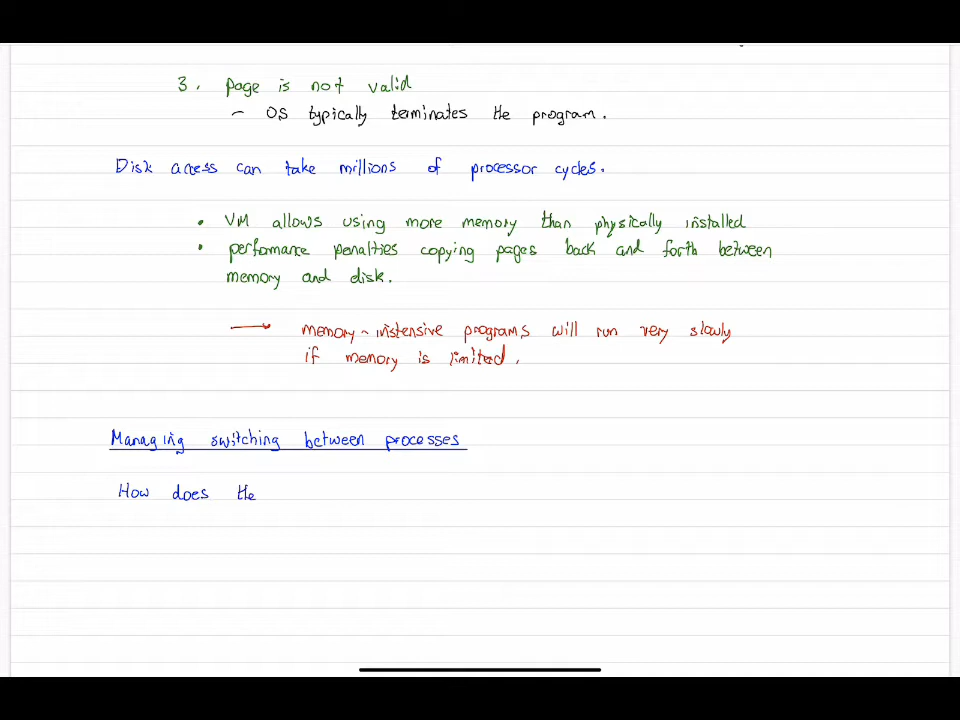 3. page is not valid
- OS typically terminates the program.
Disk access can take millions of processor cycles.
• VM allows using more memory than physically installed
• performance penalties copying pages back and forth between
memory and disk.
→ memory-instensive programs will run very slowly
if memory is limited.
Managing switching between processes
How does the